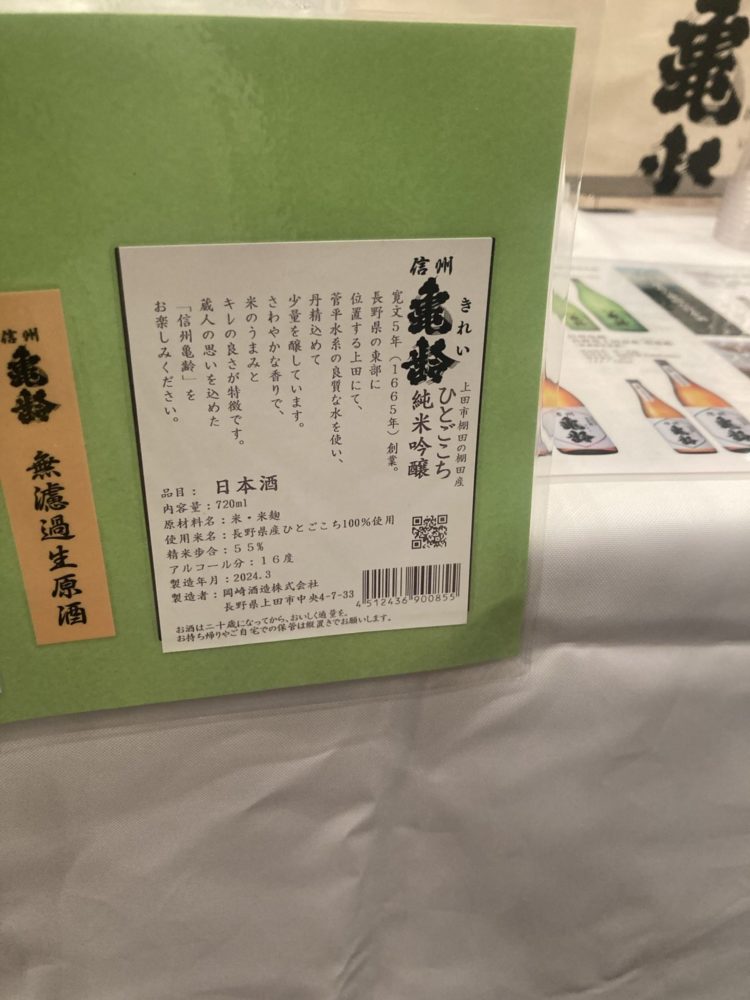 信州
亀齢
無濾過生原酒
信州
亀齢
きれい
上田市棚田の棚田産
ひとごこち
純米吟醸
寛文5年(1665年)創業。
長野県の東部に
位置する上田にて、
菅平水系の良質な水を使い、
丹精込めて
少量を醸しています。
さわやかな香りで、
米のうまみと
キレの良さが特徴です。
蔵人の思いを込めた
「信州亀齢」を
お楽しみください。
品目:日本酒
内容量:720ml
原材料名:米・米麹
使用米名:長野県産ひとごこち100%使用
精米歩合:55%
アルコール分:16度
製造年月:2024.3
製造者:岡崎酒造株式会社
長野県上田市中央4-7-33
4 512436 900855
お酒は二十歳になってから、おいしく適量を。
お持ち帰りやご自宅での保管は縦置きでお願いします。
亀